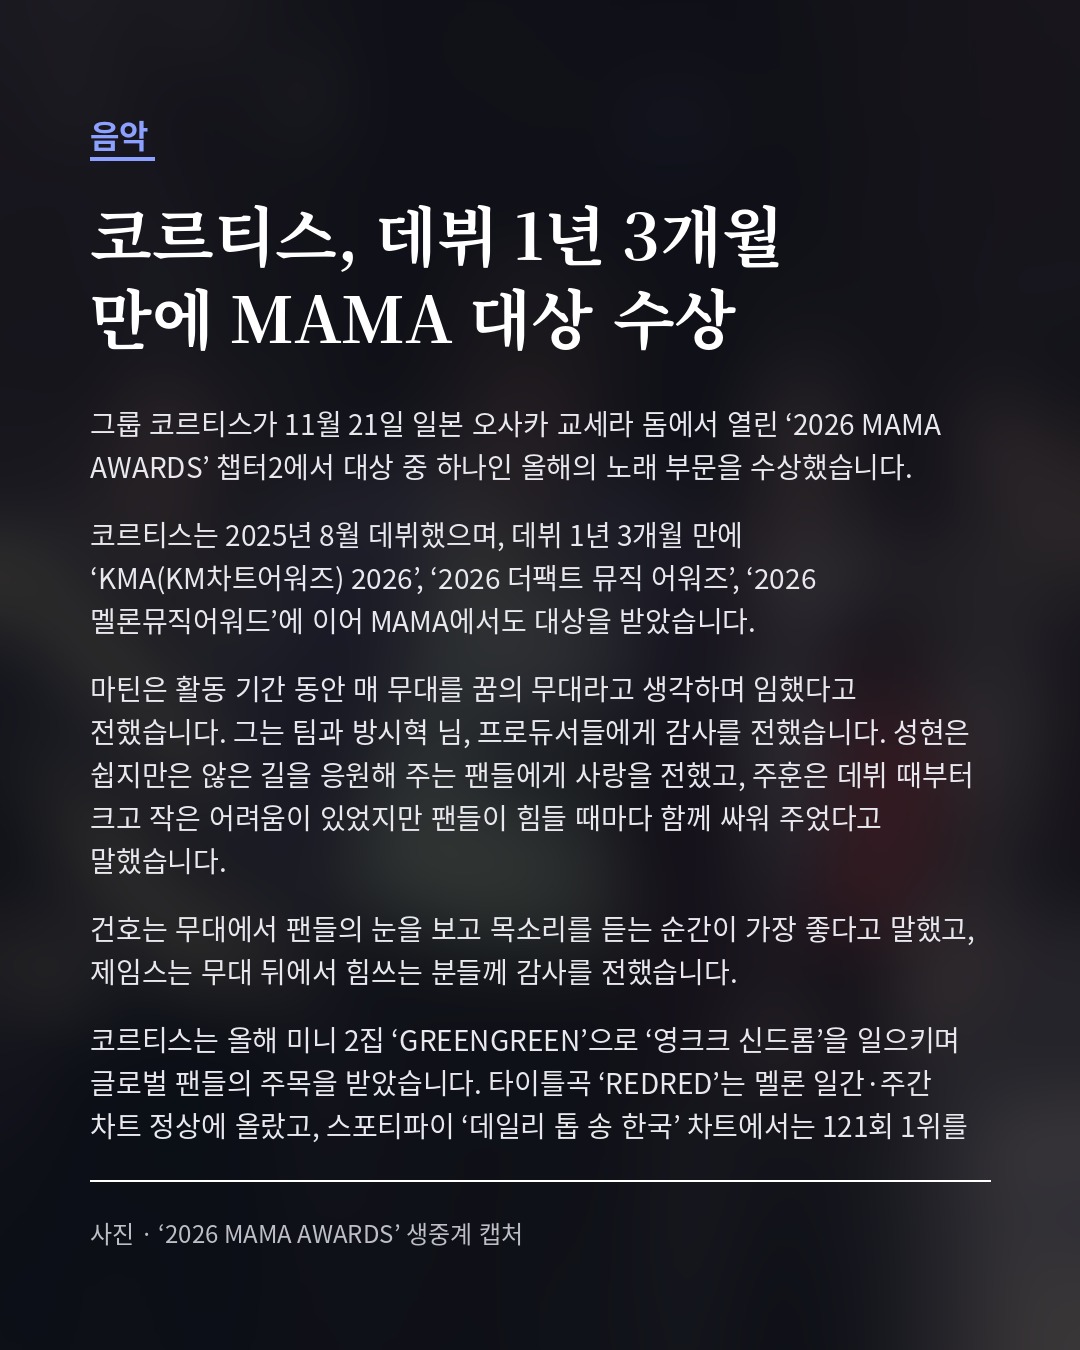 음악
코르티스, 데뷔 1년 3개월
만에 MAMA 대상 수상
그룹 코르티스가 11월 21일 일본 오사카 교세라 돔에서 열린 ‘2026 MAMA
AWARDS’ 챕터2에서 대상 중 하나인 올해의 노래 부문을 수상했습니다.
코르티스는 2025년 8월 데뷔했으며, 데뷔 1년 3개월 만에
‘KMA(KM차트어워즈) 2026’, ‘2026 더팩트 뮤직 어워즈’, ‘2026
멜론뮤직어워드’에 이어 MAMA에서도 대상을 받았습니다.
마틴은 활동 기간 동안 매 무대를 꿈의 무대라고 생각하며 임했다고
전했습니다. 그는 팀과 방시혁 님, 프로듀서들에게 감사를 전했습니다. 성현은
쉽지만은 않은 길을 응원해 주는 팬들에게 사랑을 전했고, 주훈은 데뷔 때부터
크고 작은 어려움이 있었지만 팬들이 힘들 때마다 함께 싸워 주었다고
말했습니다.
건호는 무대에서 팬들의 눈을 보고 목소리를 듣는 순간이 가장 좋다고 말했고,
제임스는 무대 뒤에서 힘쓰는 분들께 감사를 전했습니다.
코르티스는 올해 미니 2집 ‘GREENGREEN’으로 ‘영크크 신드롬’을 일으키며
글로벌 팬들의 주목을 받았습니다. 타이틀곡 ‘REDRED’는 멜론 일간·주간
차트 정상에 올랐고, 스포티파이 ‘데일리 톱 송 한국’ 차트에서는 121회 1위를
사진 · ‘2026 MAMA AWARDS’ 생중계 캡처